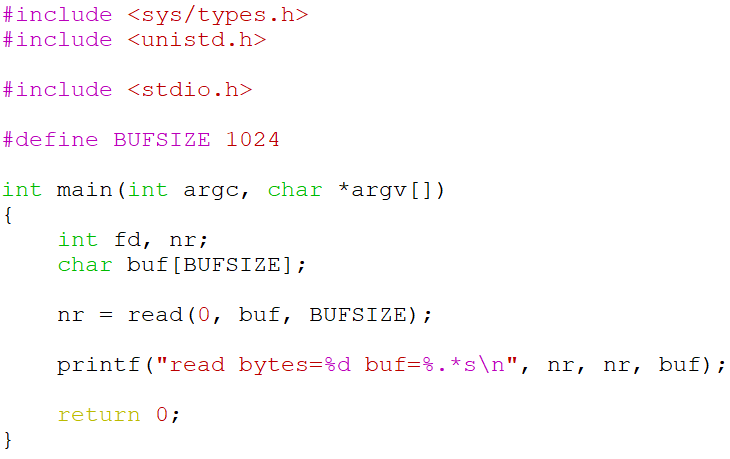 #include <sys/types.h>
#include <unistd.h>

#include <stdio.h>

#define BUFSIZE 1024

int main(int argc, char *argv[])
{
    int fd, nr;
    char buf[BUFSIZE];

    nr = read(0, buf, BUFSIZE);

    printf("read bytes=%d buf=%.*s\n", nr, nr, buf);

    return 0;
}